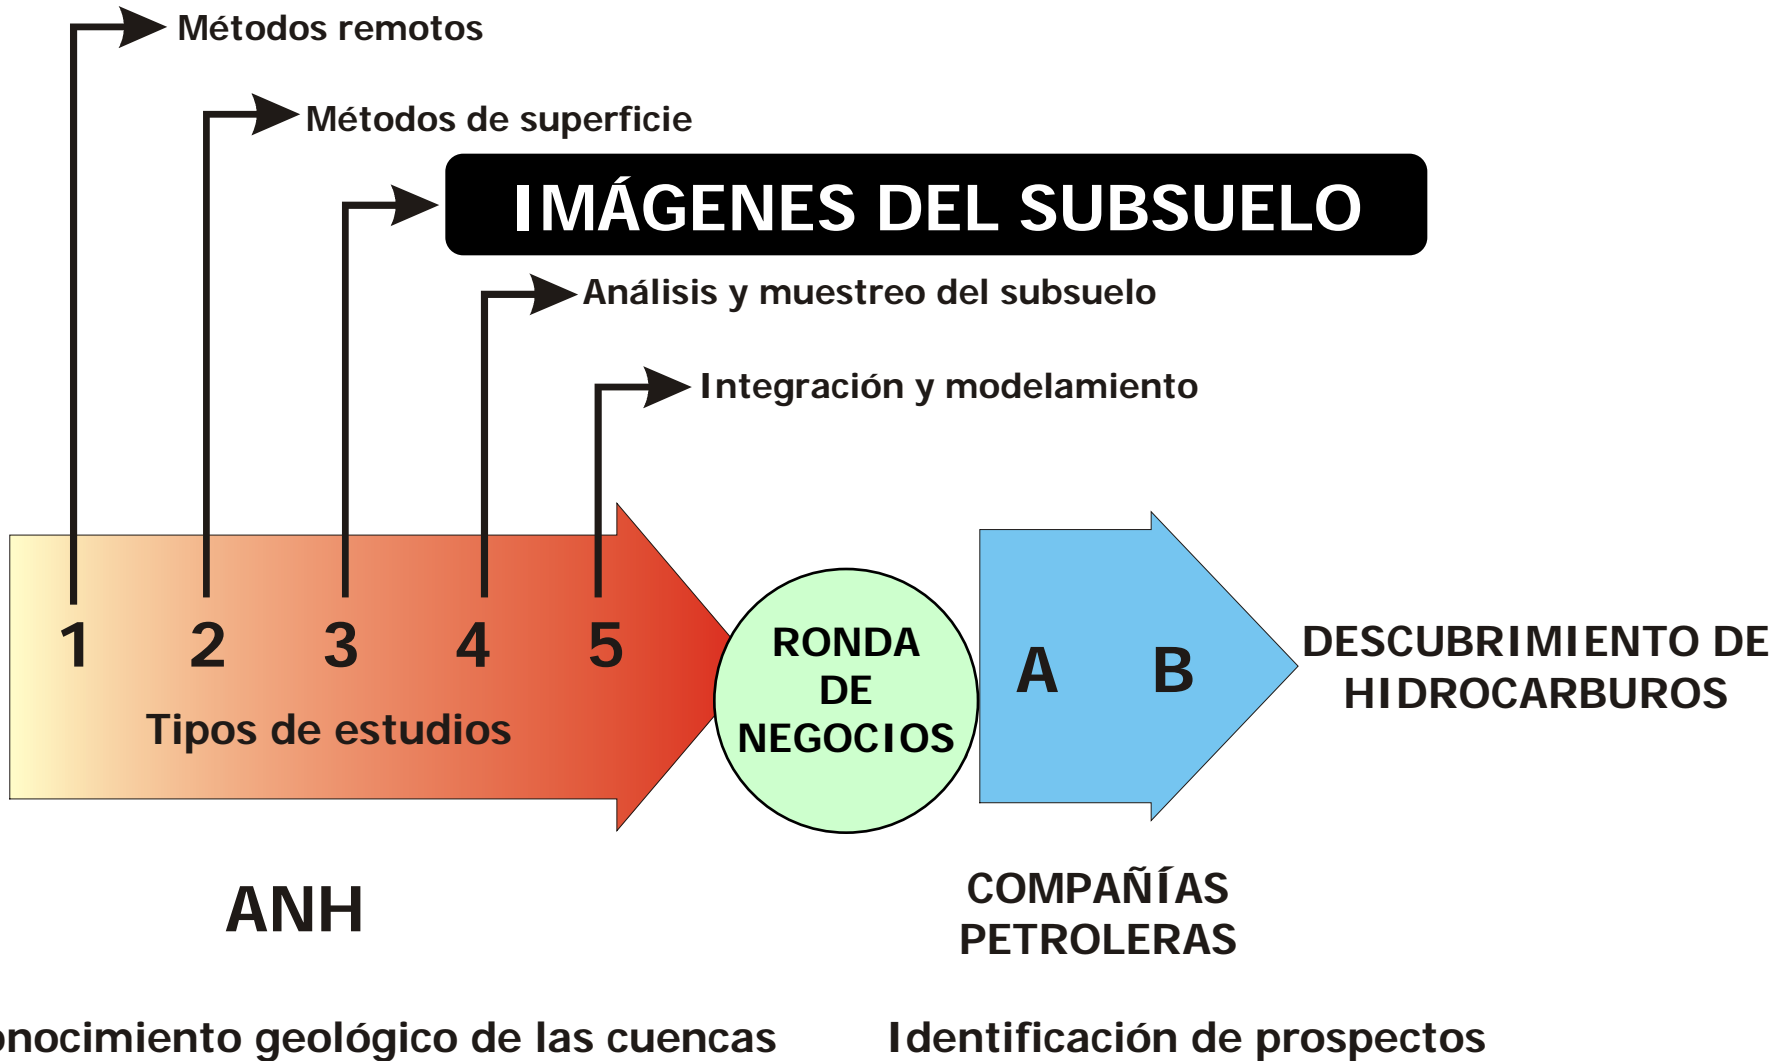 Métodos remotos
Métodos de superficie
IMÁGENES DEL SUBSUELO
Análisis y muestreo del subsuelo
Integración y modelamiento
1 2 3 4 5
Tipos de estudios
RONDA
DE
NEGOCIOS
A B
DESCUBRIMIENTO DE
HIDROCARBUROS
ANH
COMPAÑÍAS
PETROLERAS
onocimiento geológico de las cuencas
Identificación de prospectos